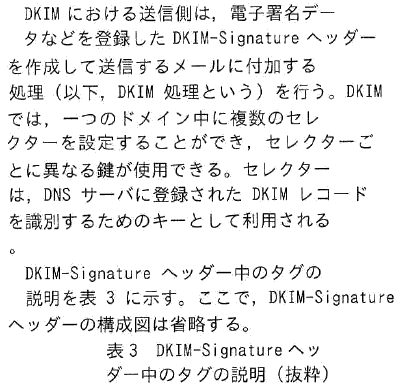 DKIM における送信側は，電子署名デー
タなどを登録した DKIM-Signature ヘッダー
を作成して送信するメールに付加する
処理（以下，DKIM 処理という）を行う。DKIM
では，一つのドメイン中に複数のセレ
クターを設定することができ，セレクターご
とに異なる鍵が使用できる。セレクター
は，DNS サーバに登録された DKIM レコード
を識別するためのキーとして利用される
。
DKIM-Signature ヘッダー中のタグの
説明を表 3 に示す。ここで，DKIM-Signature
ヘッダーの構成図は省略する。
表3 DKIM-Signature ヘッ
ダー中のタグの説明（抜粋）